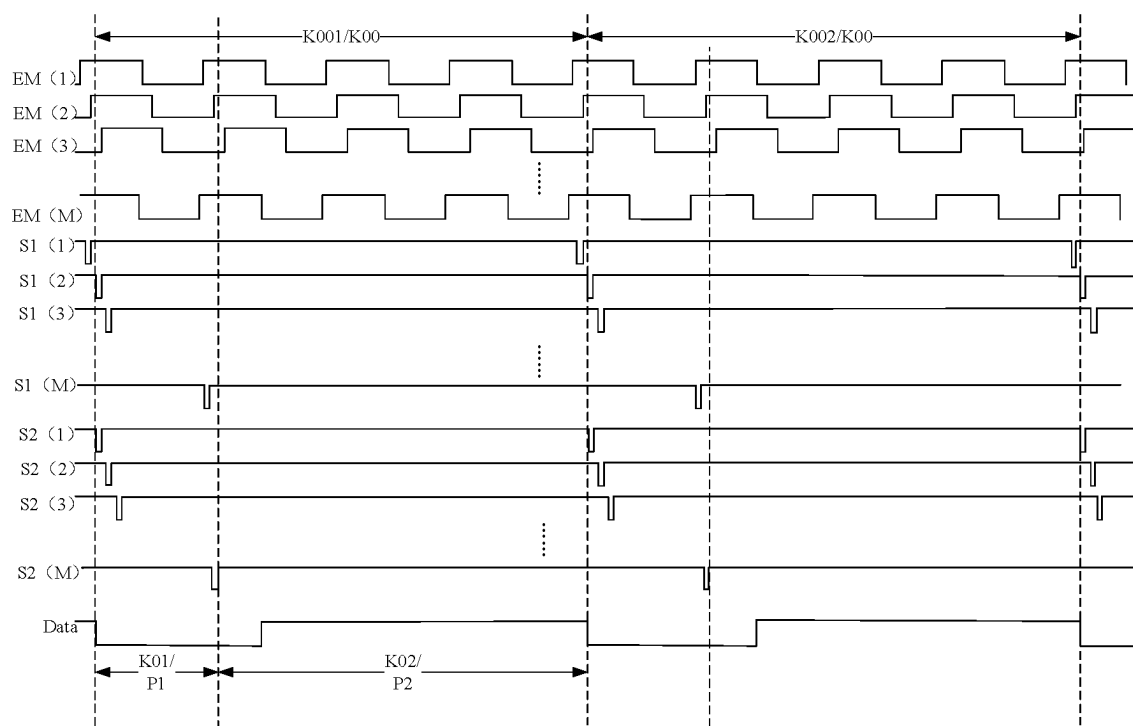 K001/K00
K002/K00
EM（1）
EM（2）
EM（3）
EM（M）
S1（1）
S1（2）
S1（3）
S1（M）
S2（1）
S2（2）
S2（3）
S2（M）
Data
K01/
P1
K02/
P2